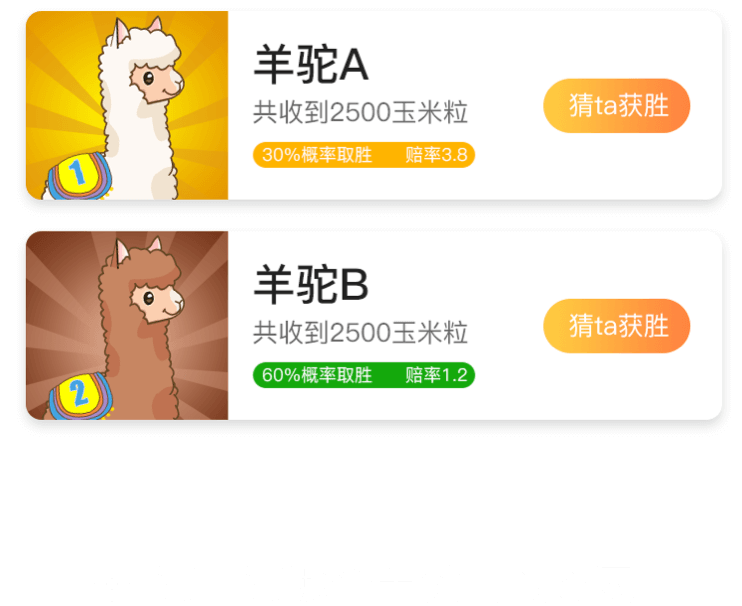 羊驼A
共收到2500玉米粒
30%概率取胜 赔率3.8
猜ta获胜
1
羊驼B
共收到2500玉米粒
60%概率取胜 赔率1.2
猜ta获胜
2